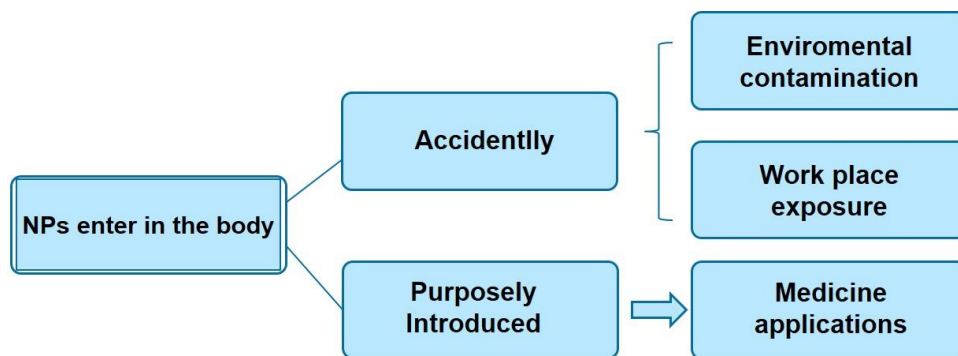 NPs enter in the body
Accidentlly
Enviromental
contamination
Work place
exposure
Purposely
Introduced
Medicine
applications